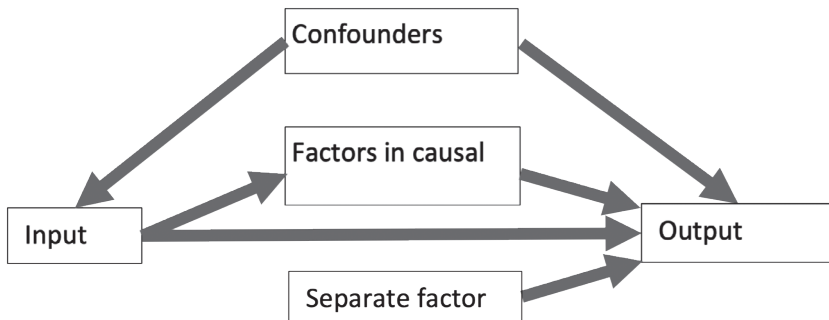 Confounders
Factors in causal
Input
Output
Separate factor